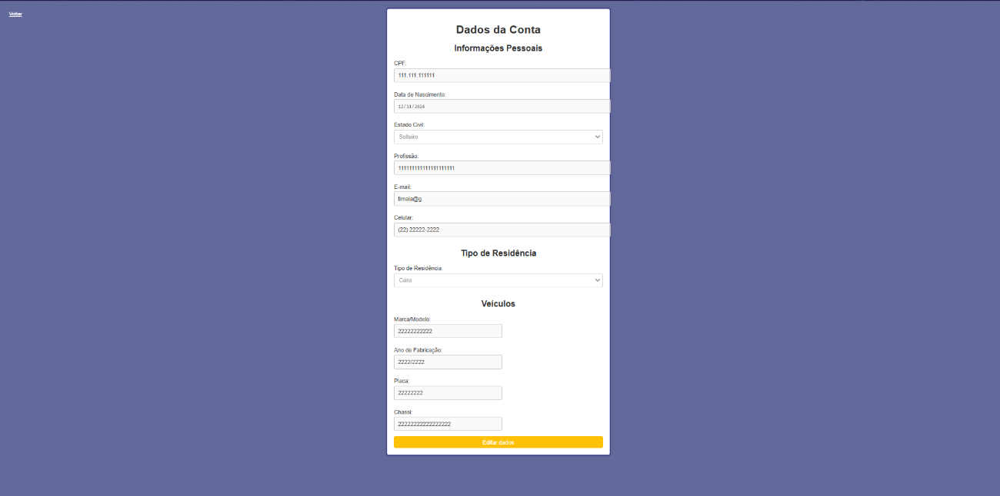 Voltar
Dados da Conta
Informações Pessoais
CPF:
111.111.111111
Data de Nascimento:
12/11/2024
Estado Civil:
Solteiro
Profissão:
111111111111111111111
E-mail:
timala@g
Celular:
(22) 22222-2222
Tipo de Residência
Tipo de Residência:
Casa
Veículos
Marca/Modelo:
22222222222
Ano de Fabricação:
2222/2222
Placa:
22222222
Chassi:
22222222222222222
Editar dados